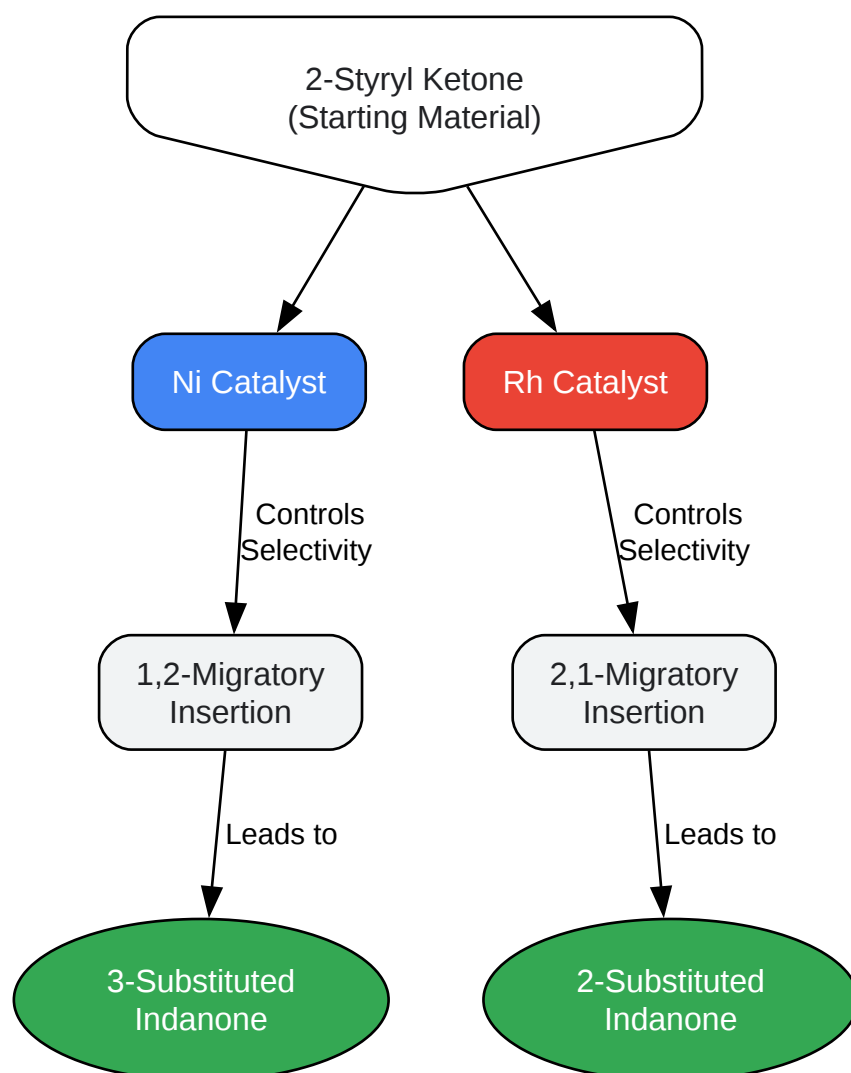 2-Styryl Ketone
(Starting Material)
Ni Catalyst
Rh Catalyst
Controls
Selectivity
Controls
Selectivity
1,2-Migratory
Insertion
2,1-Migratory
Insertion
Leads to
Leads to
3-Substituted
Indanone
2-Substituted
Indanone